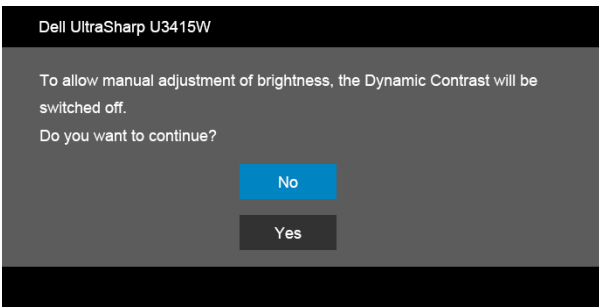 Dell UltraSharp U3415W
To allow manual adjustment of brightness, the Dynamic Contrast will be
switched off.
Do you want to continue?
No
Yes